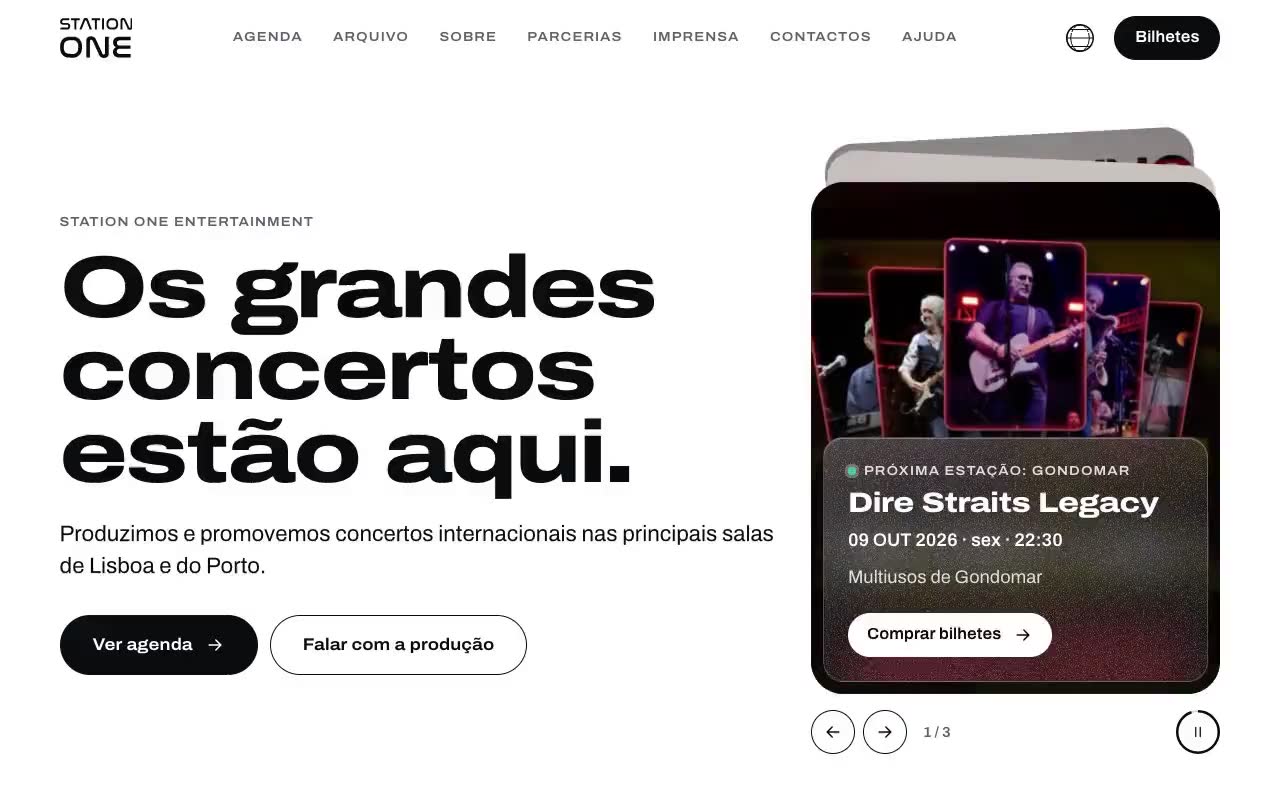 STATION
ONE
AGENDA
ARQUIVO
SOBRE
PARCERIAS
IMPRENSA
CONTACTOS
AJUDA
Bilhetes
STATION ONE ENTERTAINMENT
Os grandes
concertos
estão aqui.
Produzimos e promovemos concertos internacionais nas principais salas
de Lisboa e do Porto.
Ver agenda →
Falar com a produção
PRÓXIMA ESTAÇÃO: GONDOMAR
Dire Straits Legacy
09 OUT 2026 · sex · 22:30
Multiusos de Gondomar
Comprar bilhetes →
← → 1 / 3